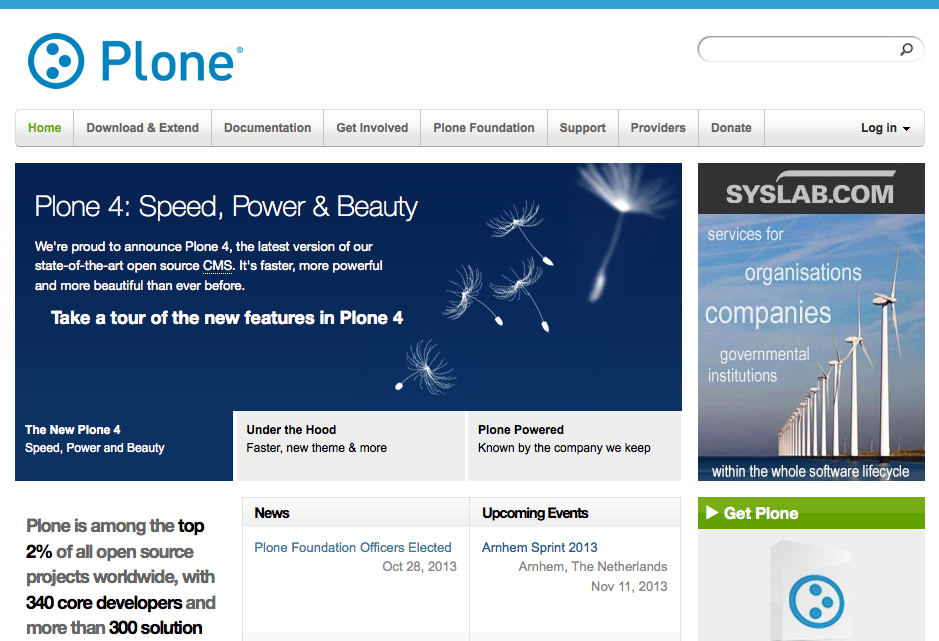 Plone®
Home
Download & Extend
Documentation
Get Involved
Plone Foundation
Support
Providers
Donate
Log in
Plone 4: Speed, Power & Beauty
We're proud to announce Plone 4, the latest version of our
state-of-the-art open source CMS. It's faster, more powerful
and more beautiful than ever before.
Take a tour of the new features in Plone 4
The New Plone 4
Speed, Power and Beauty
Under the Hood
Faster, new theme & more
Plone Powered
Known by the company we keep
SYSLAB.COM
services for
organisations
companies
governmental
institutions
within the whole software lifecycle
Plone is among the top
2% of all open source
projects worldwide, with
340 core developers and
more than 300 solution
News
Plone Foundation Officers Elected
Oct 28, 2013
Upcoming Events
Arnhem Sprint 2013
Arnhem, The Netherlands
Nov 11, 2013
Get Plone